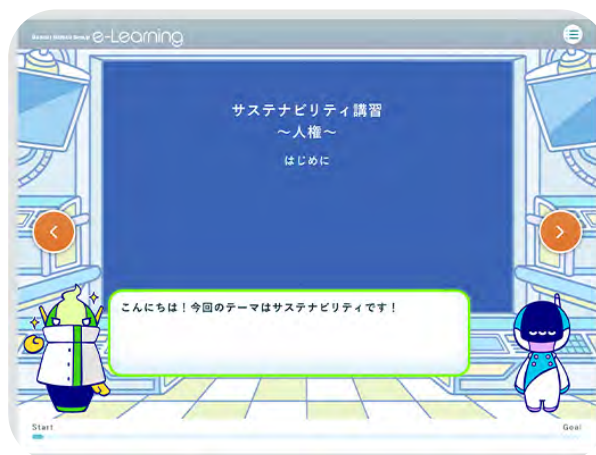 e-Learning
サステナビリティ講習
～人権～
はじめに
こんにちは！今回のテーマはサステナビリティです！
Start
Goal